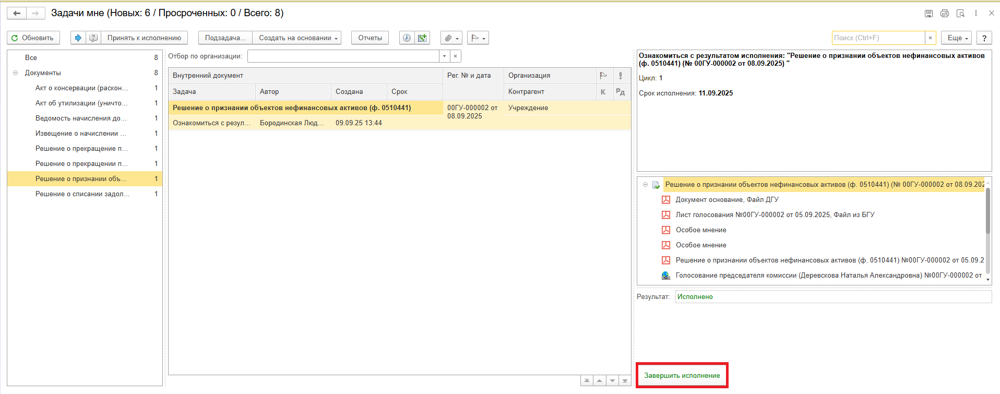 Задачи мне (Новых: 6 / Просроченных: 0 / Всего: 8)
Обновить
Принять к исполнению
Подзадача...
Создать на основании
Отчеты
Поиск (Ctrl+F)
×
Еще
?
Все 8
Документы 8
Акт о консервации (раскон... 1
Акт об утилизации (уничто... 1
Ведомость начисления до... 1
Извещение о начислении ... 1
Решение о прекращение п... 1
Решение о прекращении п... 1
Решение о признании объ... 1
Решение о списании задол... 1
Отбор по организации:
Внутренний документ Рег. № и дата Организация
Задача Автор Создана Срок Контрагент К Рд
Решение о признании объектов нефинансовых активов (ф. 0510441) 00ГУ-000002 от Учреждение
08.09.2025
Ознакомиться с резул... Бородинская Люд... 09.09.25 13:44
Ознакомиться с результатом исполнения: "Решение о признании объектов нефинансовых активов
(ф. 0510441) (№ 00ГУ-000002 от 08.09.2025) "
Цикл: 1
Срок исполнения: 11.09.2025
Решение о признании объектов нефинансовых активов (ф. 0510441) (№ 00ГУ-000002 от 08.09.202
Документ основание, Файл ДГУ
Лист голосования №00ГУ-000002 от 05.09.2025, Файл из БГУ
Особое мнение
Особое мнение
Решение о признании объектов нефинансовых активов (ф. 0510441) №00ГУ-000002 от 05.09.2
Голосование председателя комиссии (Деревскова Наталья Александровна) №00ГУ-000002 от
Результат: Исполнено
Завершить исполнение